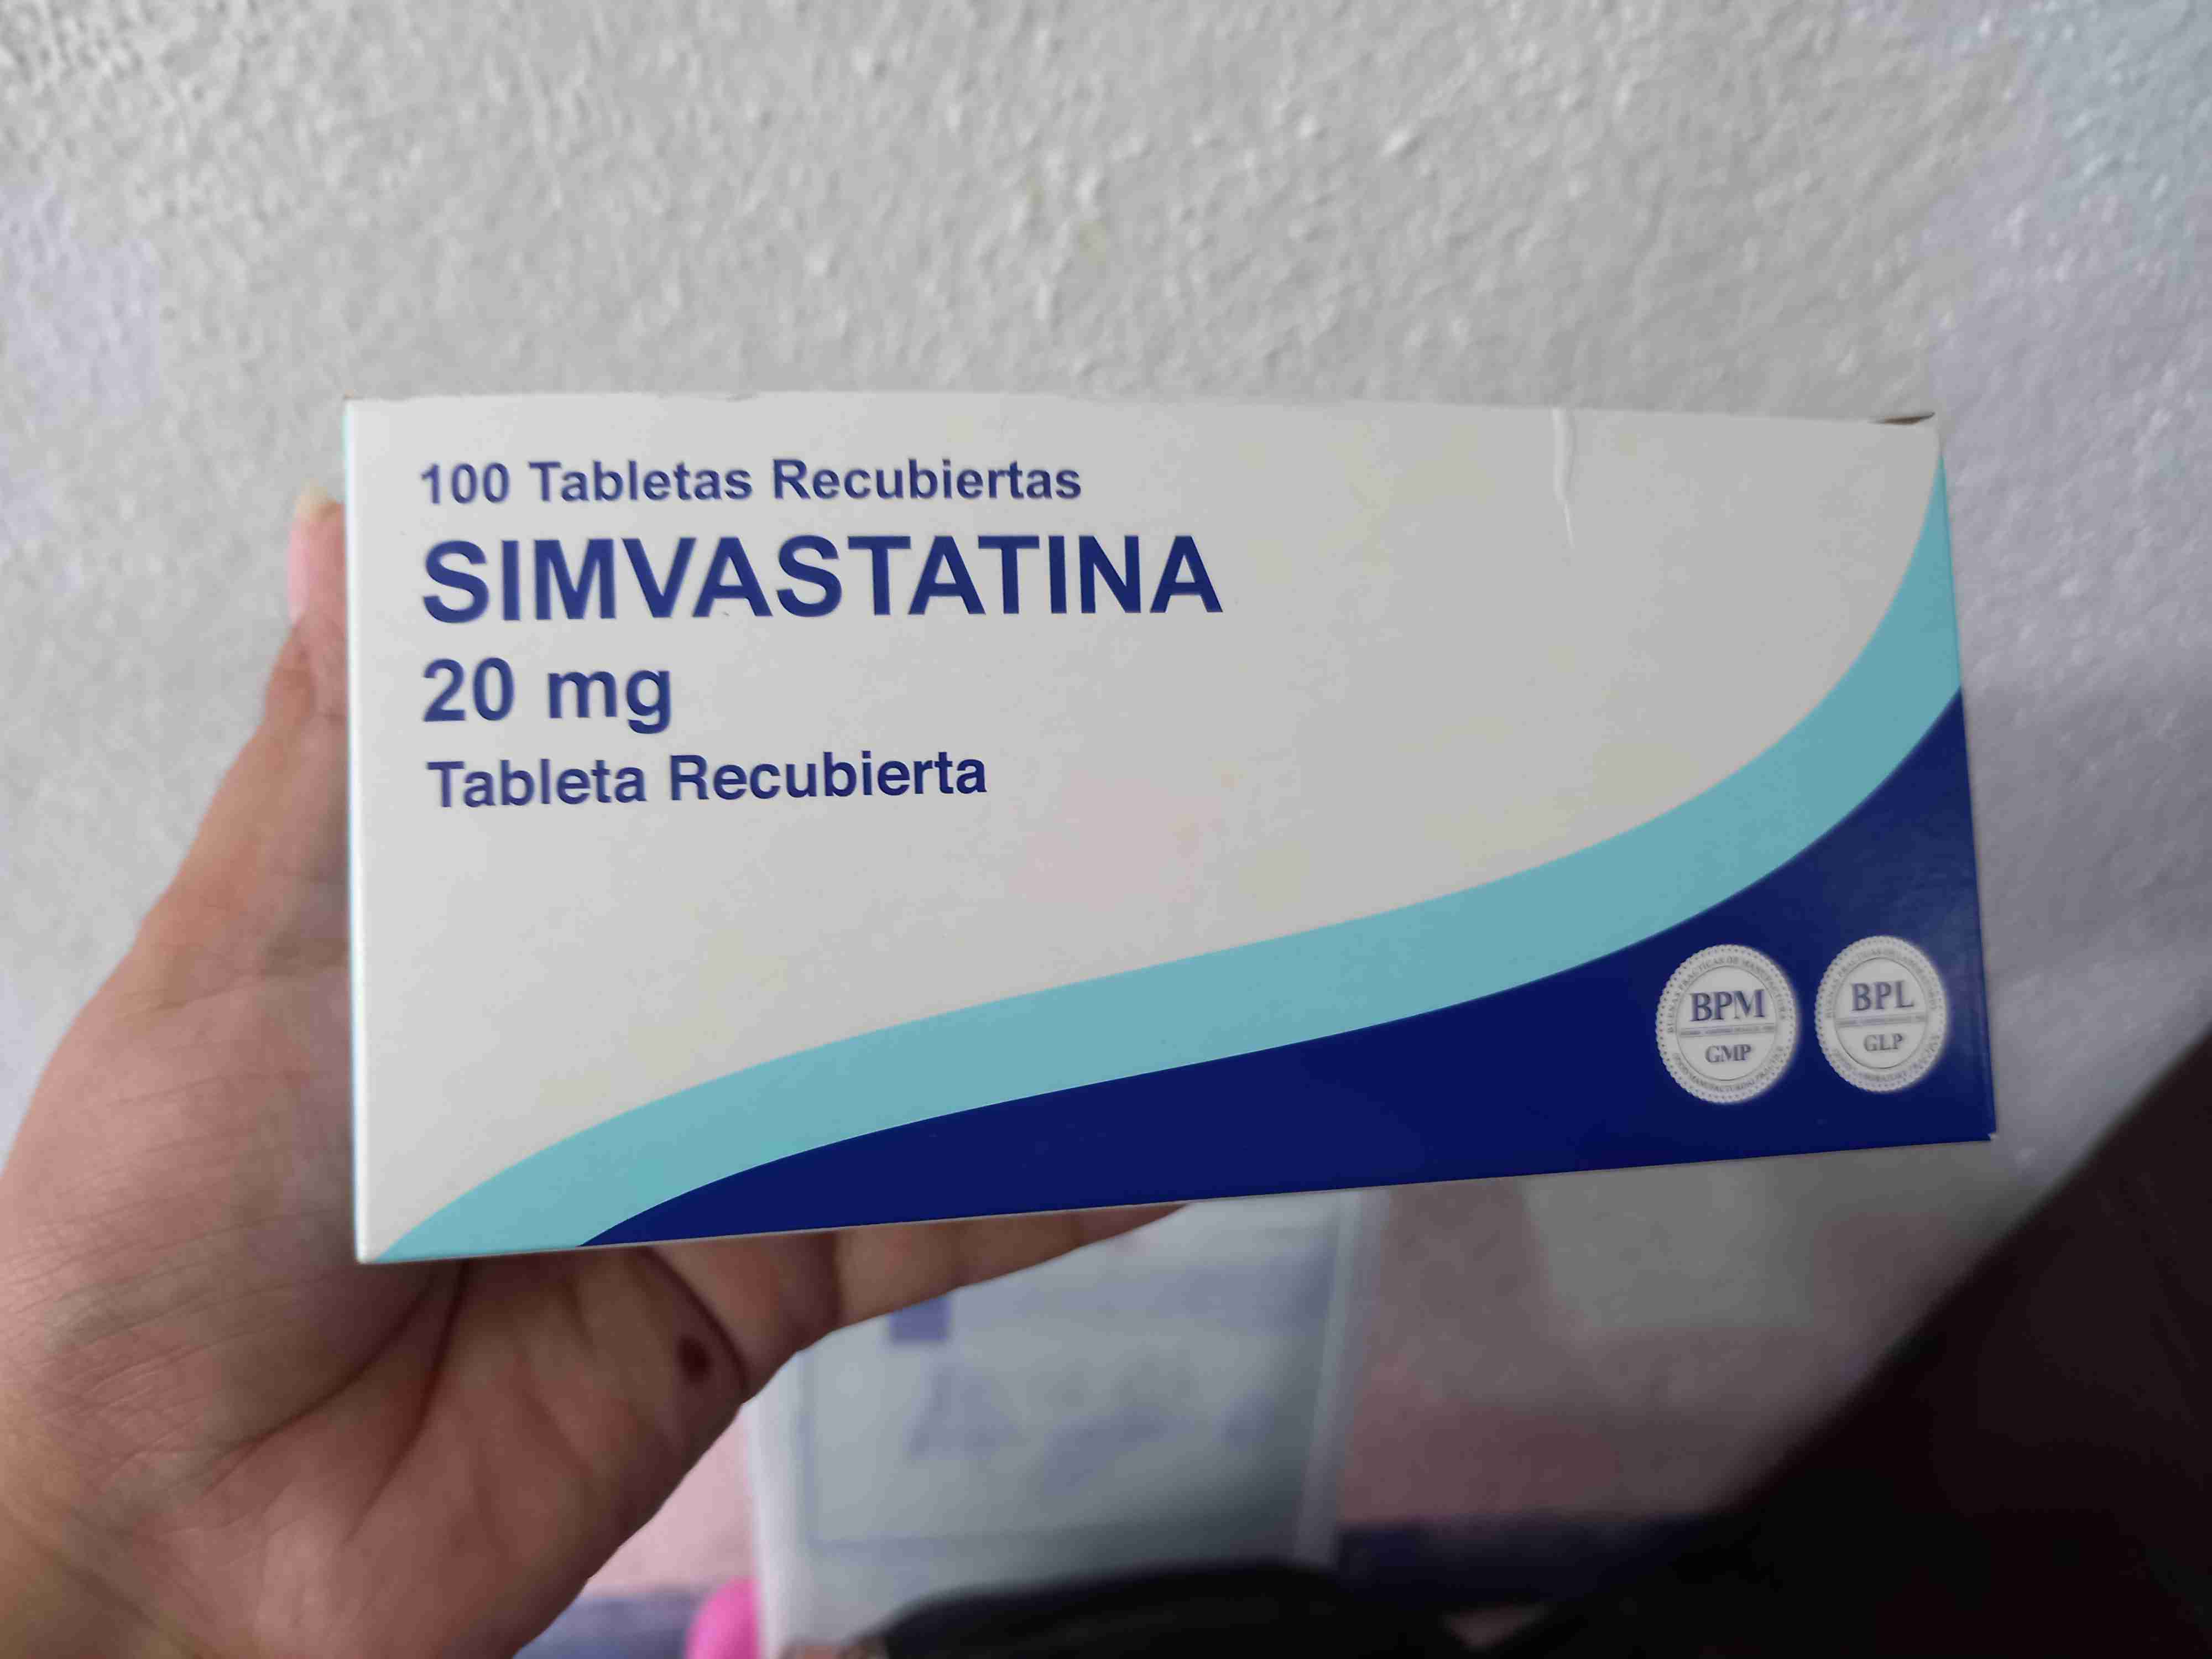 100 Tabletas Recubiertas
SIMVASTATINA
20 mg
Tableta Recubierta
BPM
GMP
BPL
GLP